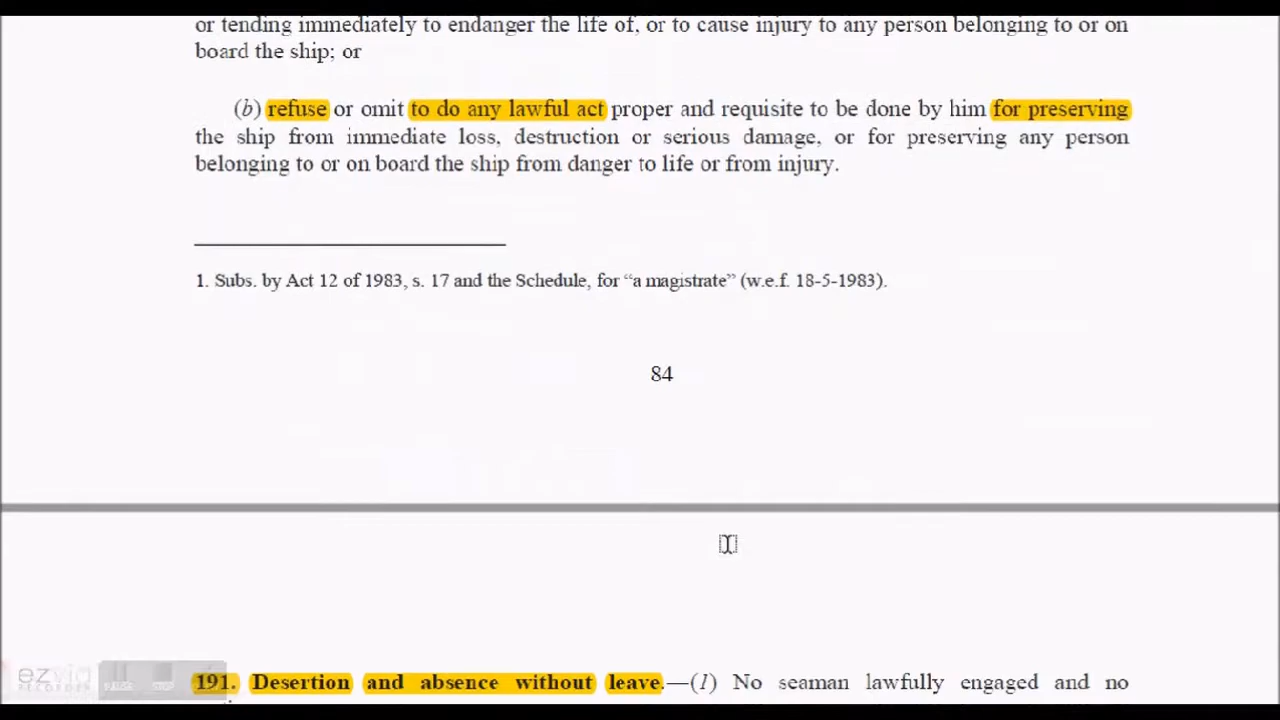 or tending immediately to endanger the life of, or to cause injury to any person belonging to or on
board the ship; or
(b) refuse or omit to do any lawful act proper and requisite to be done by him for preserving
the ship from immediate loss, destruction or serious damage, or for preserving any person
belonging to or on board the ship from danger to life or from injury.
1. Subs. by Act 12 of 1983, s. 17 and the Schedule, for “a magistrate” (w.e.f. 18-5-1983).
84
191. Desertion and absence without leave.—(1) No seaman lawfully engaged and no
ezvid
RECORDER
PAUSE STOP